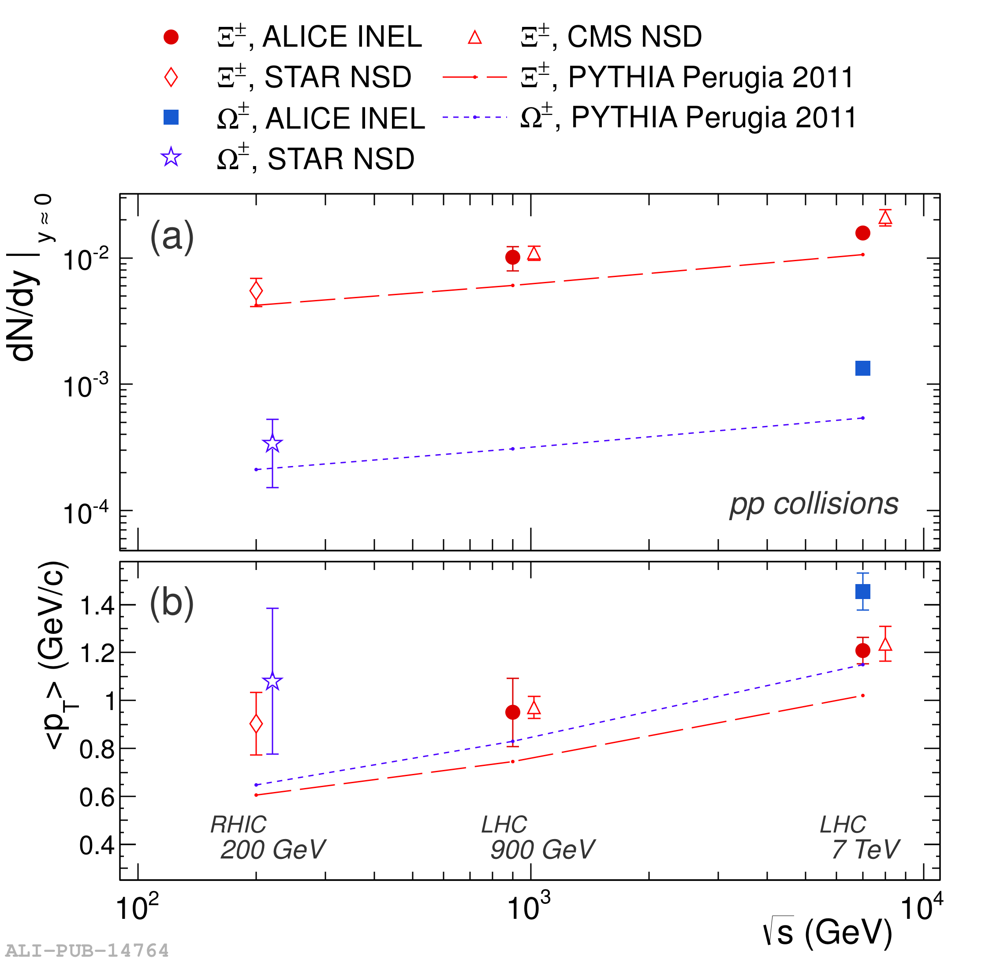 Ξ±, ALICE INEL
Ξ±, CMS NSD
Ξ±, STAR NSD
Ξ±, PYTHIA Perugia 2011
Ω±, ALICE INEL
Ω±, PYTHIA Perugia 2011
Ω±, STAR NSD
dN/dy | y ≈ 0
(a)
10-2
10-3
10-4
pp collisions
<pT> (GeV/c)
(b)
1.4
1.2
1
0.8
0.6
0.4
RHIC
200 GeV
LHC
900 GeV
LHC
7 TeV
102
103
104
√s (GeV)
ALI-PUB-14764